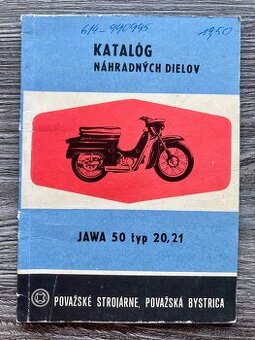 614-990995 1950
KATALÓG
NÁHRADNÝCH DIELOV
JAWA 50 typ 20,21
POVAŽSKÉ STROJÁRNE, POVAŽSKÁ BYSTRICA